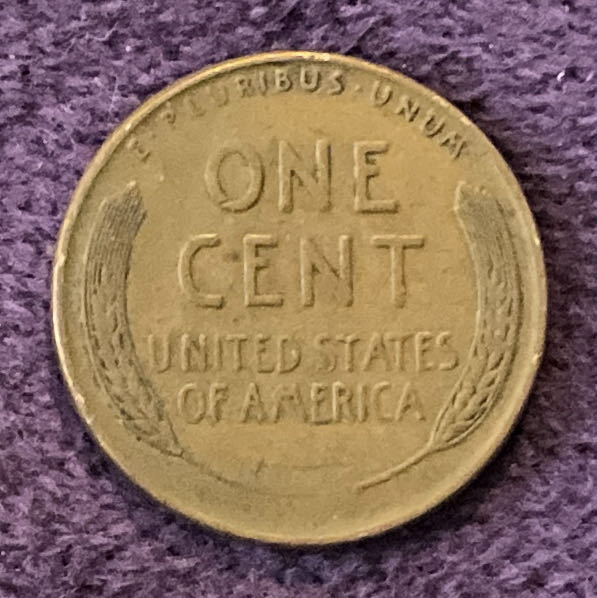 E·PLURIBUS·UNUM
ONE
CENT
UNITED STATES
OF AMERICA